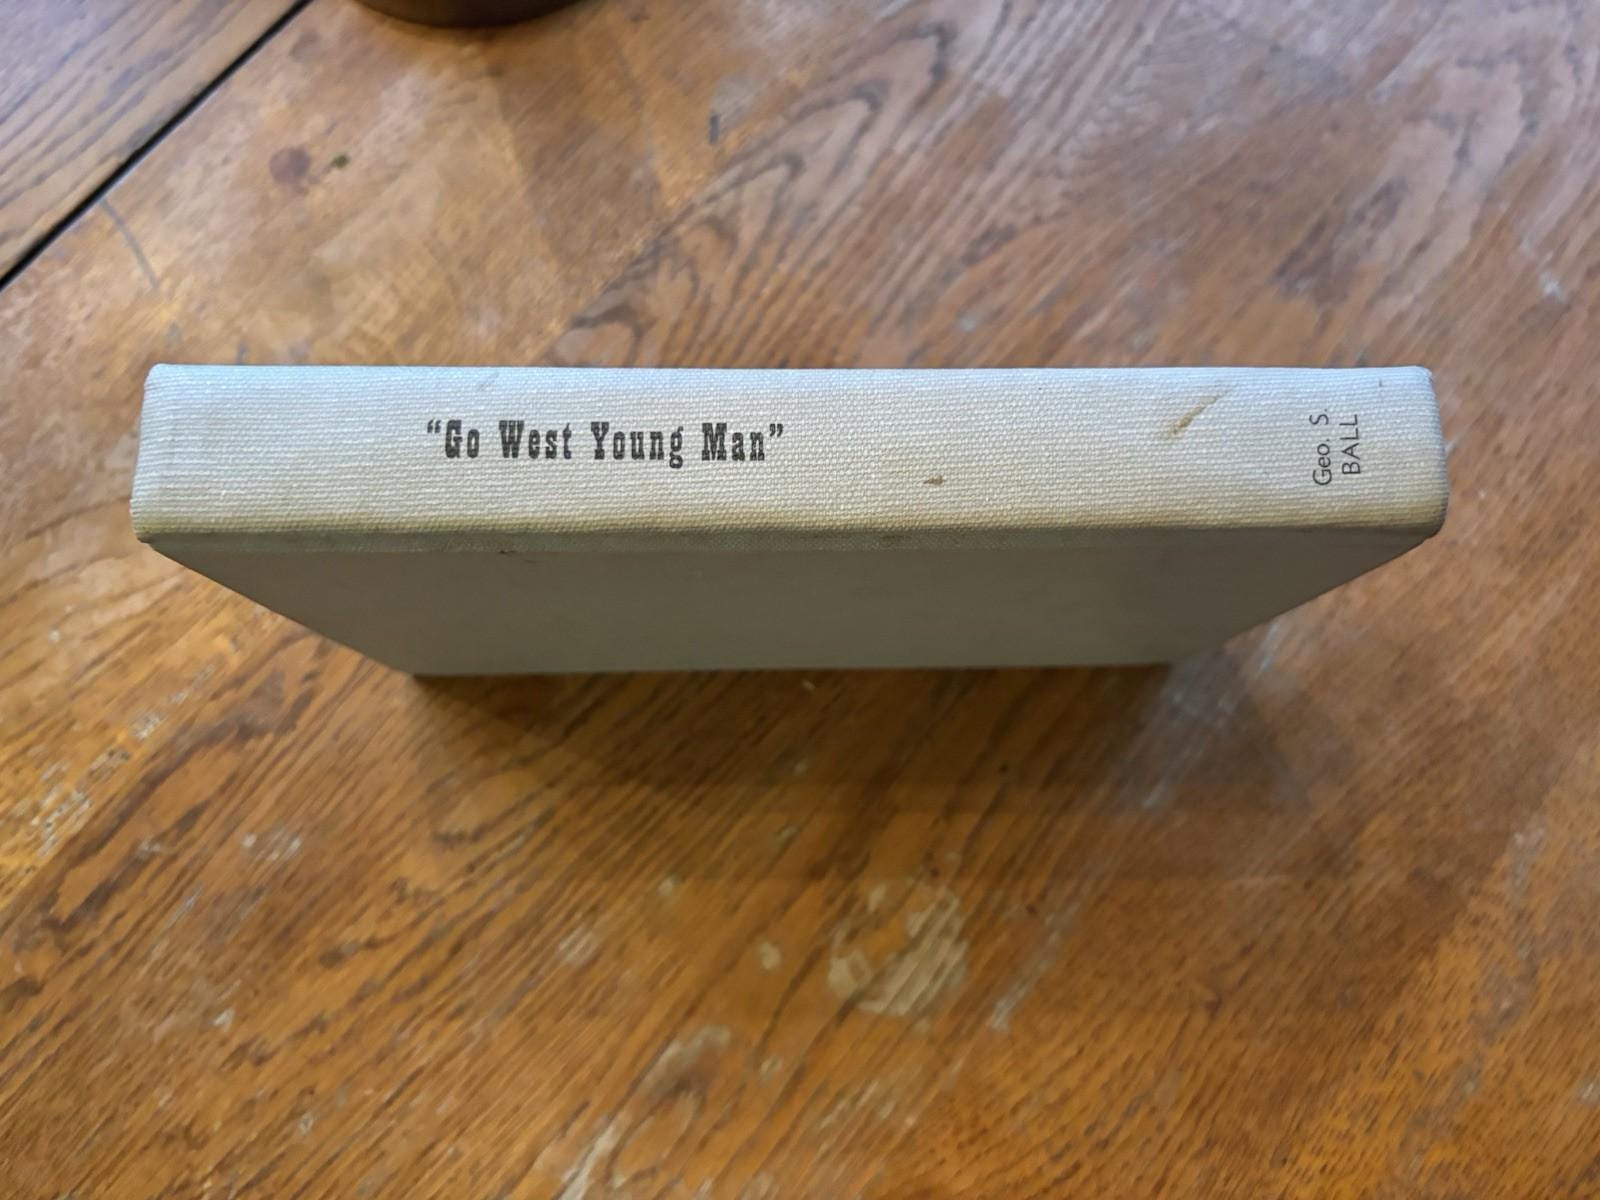 “Go West Young Man”
Geo. S.
BALL